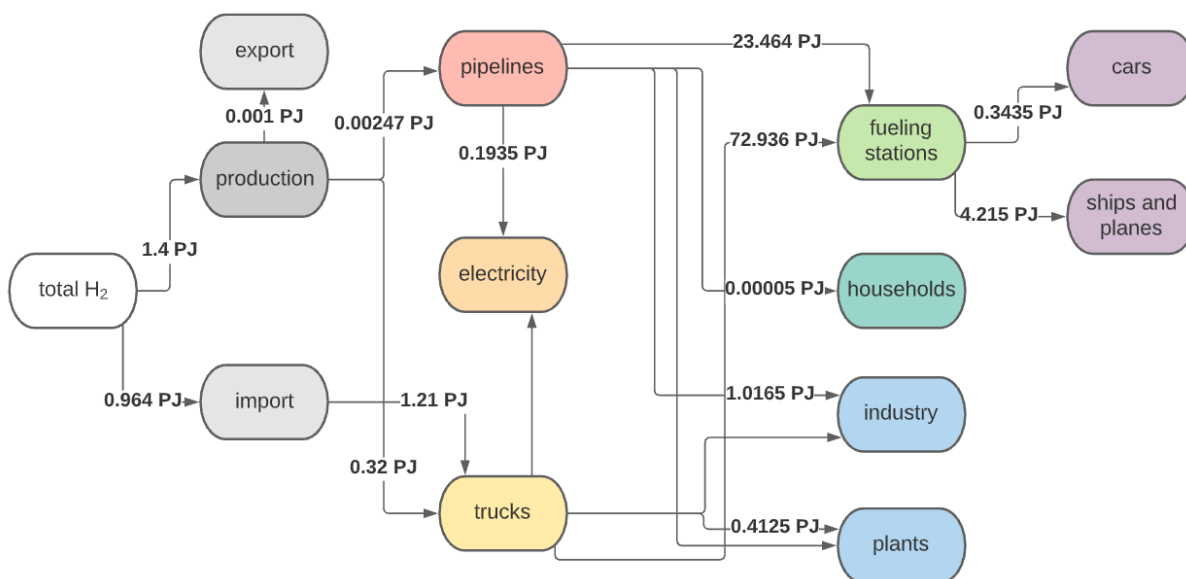 export
pipelines
23.464 PJ
cars
0.001 PJ
0.00247 PJ
0.3435 PJ
production
0.1935 PJ
72.936 PJ
fueling
stations
4.215 PJ
ships and
planes
1.4 PJ
electricity
total H₂
0.00005 PJ
households
0.964 PJ
import
1.21 PJ
1.0165 PJ
industry
0.32 PJ
trucks
0.4125 PJ
plants